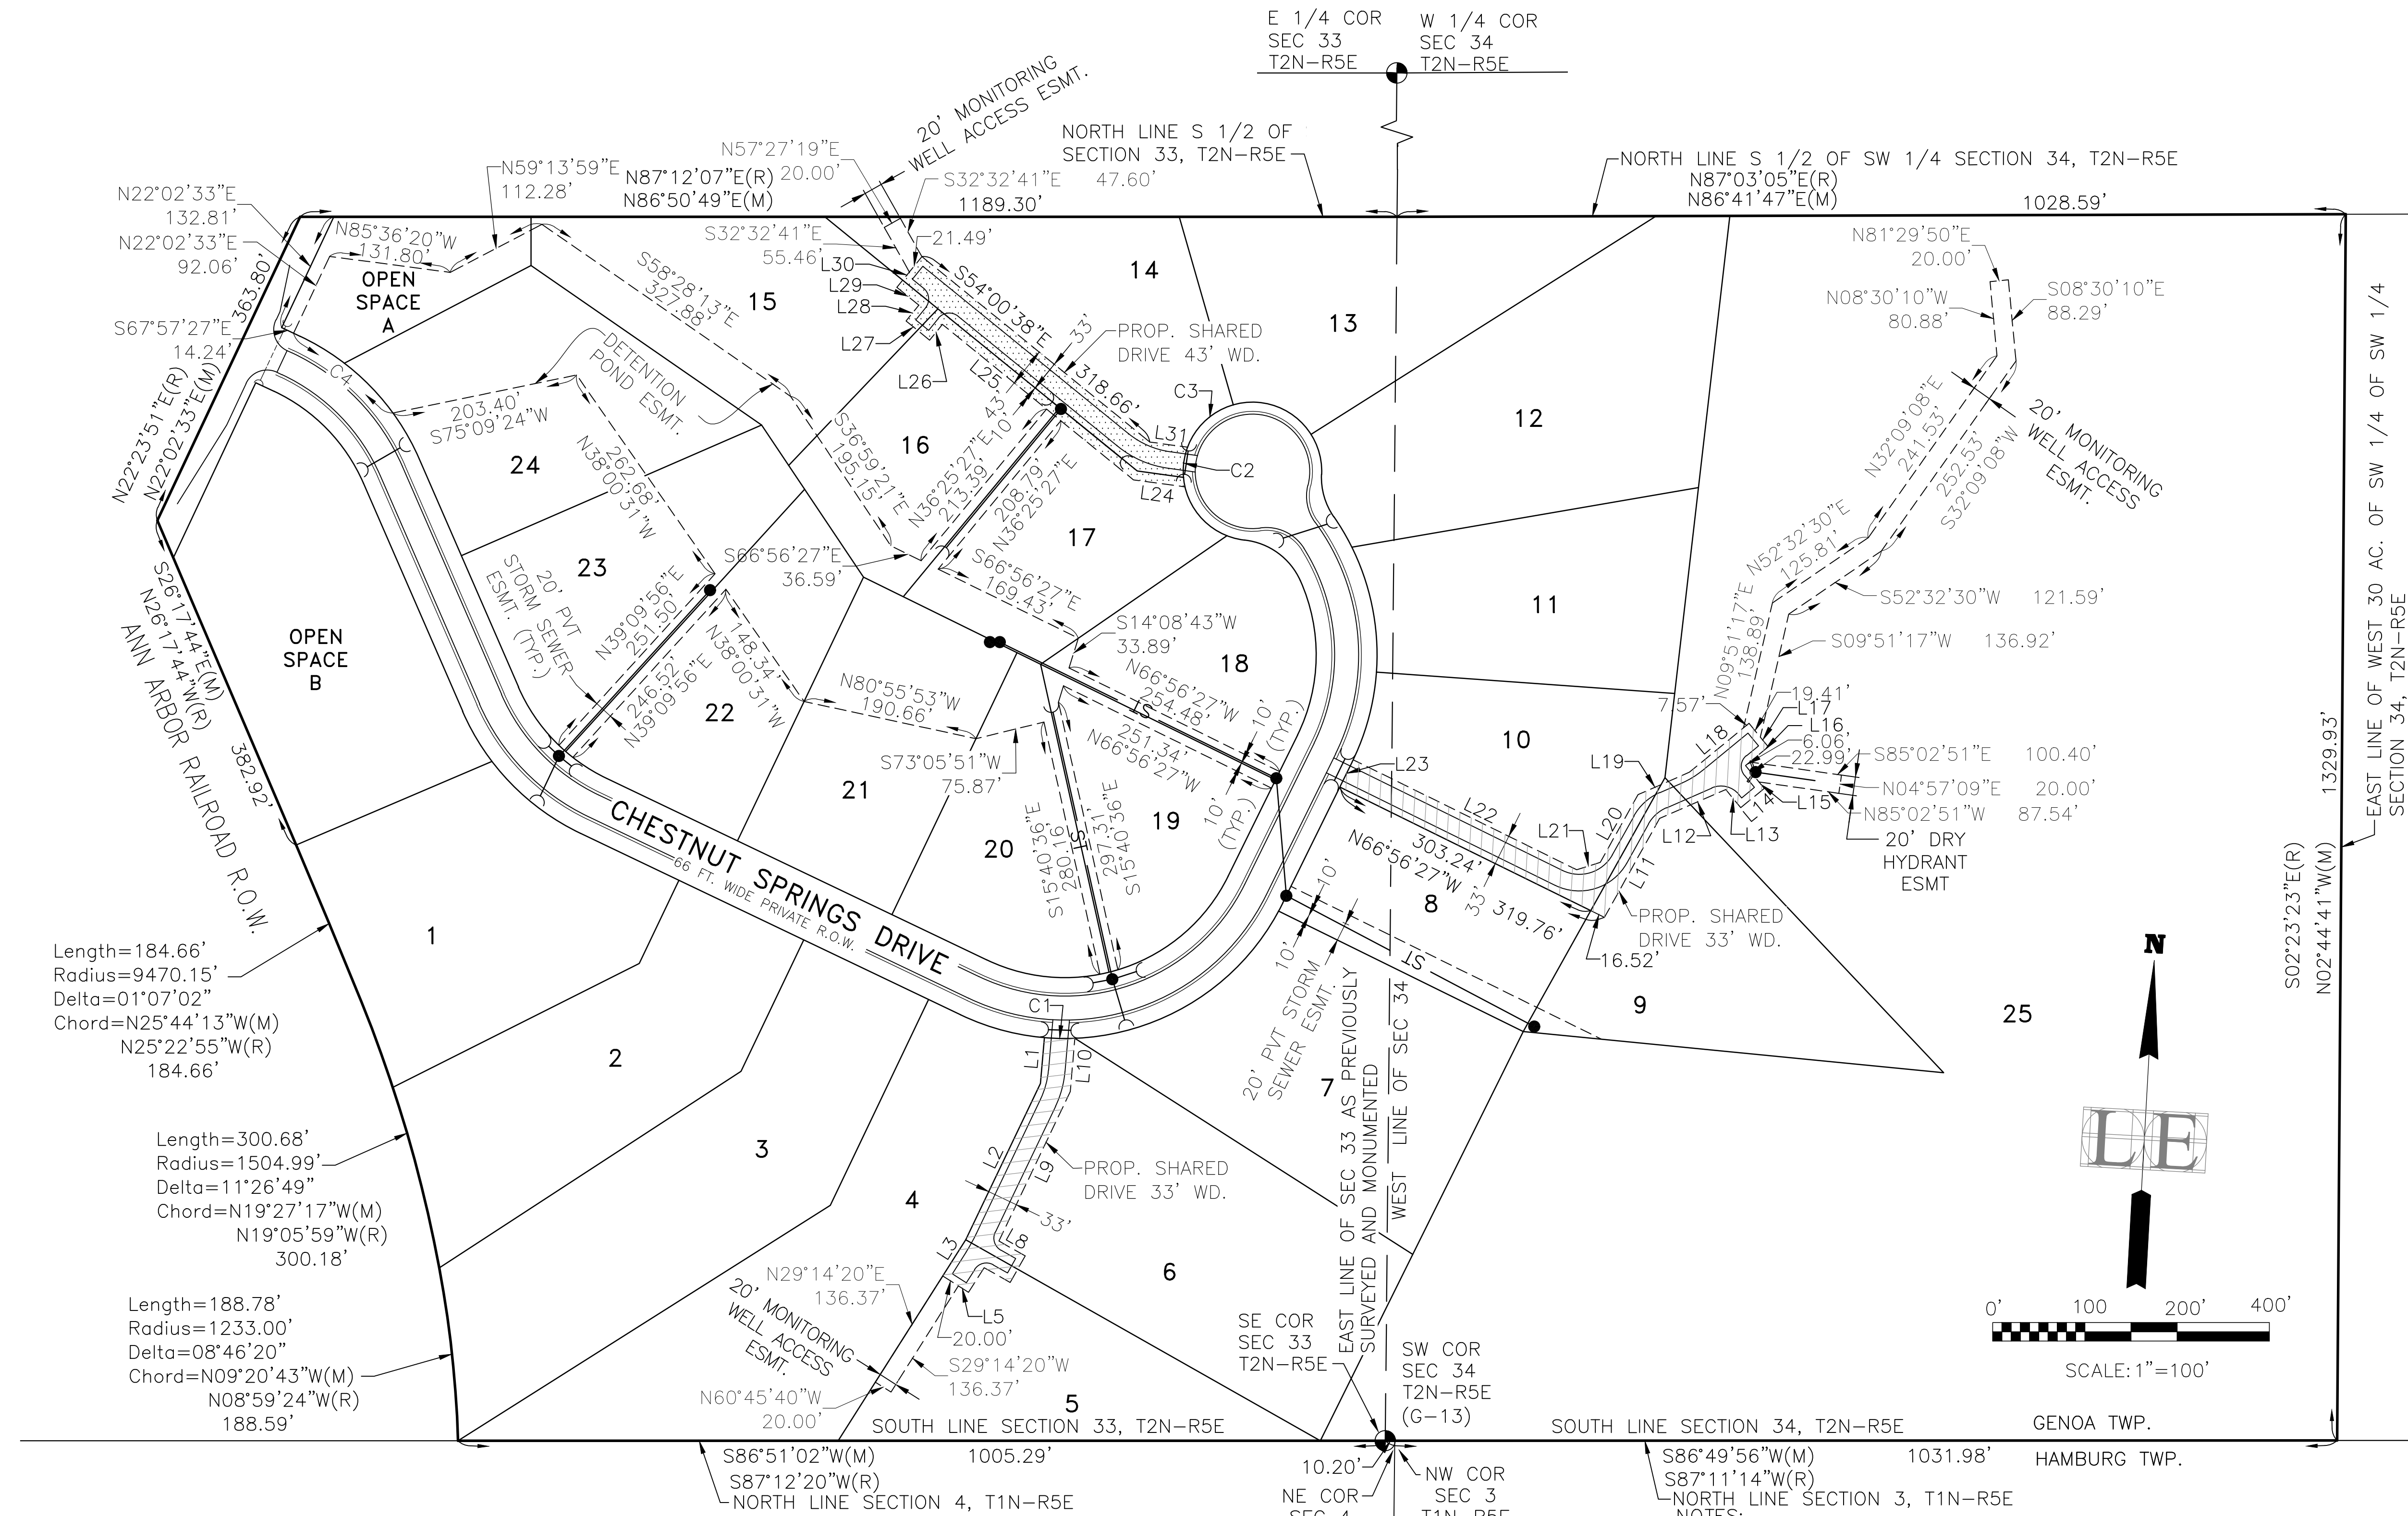 E 1/4 COR
SEC 33
T2N-R5E
W 1/4 COR
SEC 34
T2N-R5E
20' MONITORING
WELL ACCESS ESMT.
NORTH LINE S 1/2 OF
SECTION 33, T2N-R5E
NORTH LINE S 1/2 OF SW 1/4 SECTION 34, T2N-R5E
N87°03'05"E(R)
N86°41'47"E(M)
1028.59'
N57°27'19"E
20.00'
N87°12'07"E(R)
N86°50'49"E(M)
S32°32'41"E 47.60'
1189.30'
N59°13'59"E
112.28'
N22°02'33"E
132.81'
N22°02'33"E
92.06'
N85°36'20"W
131.80'
OPEN
SPACE
A
363.80'
S67°57'27"E
14.24'
N22°23'51"E(R)
N22°02'33"E(M)
C4
S32°32'41"E
55.46'
21.49'
L30
L29
L28
L27
L26
L25
S58°28'13"E
327.88'
15
14
13
S54°00'38"E
318.66'
33'
43'
10'
PROP. SHARED
DRIVE 43' WD.
C3
C2
L31
L24
DETENTION
POND ESMT.
203.40'
S75°09'24"W
262.68'
N38°00'31"W
24
16
S36°59'21"E
195.15'
N36°25'27"E
213.39'
208.79'
N36°25'27"E
17
12
N81°29'50"E
20.00'
N08°30'10"W
80.88'
S08°30'10"E
88.29'
N32°09'08"E
241.53'
252.53'
S32°09'08"W
20' MONITORING
WELL ACCESS
ESMT.
N52°32'30"E
125.81'
S52°32'30"W 121.59'
N09°51'17"E
138.89'
S09°51'17"W 136.92'
EAST LINE OF WEST 30 AC. OF SW 1/4 OF SW 1/4
SECTION 34, T2N-R5E
1329.93'
S02°23'23"E(R)
N02°44'41"W(M)
S26°17'44"E(M)
N26°17'44"W(R)
ANN ARBOR RAILROAD R.O.W.
382.92'
OPEN
SPACE
B
23
20' PVT
STORM SEWER
ESMT. (TYP.)
N39°09'56"E
251.50'
246.52'
N39°09'56"E
S66°56'27"E
36.59'
S66°56'27"E
169.43'
S14°08'43"W
33.89'
18
11
148.34'
N38°00'31"W
22
N80°55'53"W
190.66'
21
S73°05'51"W
75.87'
N66°56'27"W
254.48'
ST
251.34'
N66°56'27"W
10'
(TYP.)
10'
(TYP.)
19
20
S15°40'36"E
280.16'
ST
297.31'
S15°40'36"E
10
7.57'
19.41'
L17
L16
6.06'
22.99'
L18
L19
S85°02'51"E 100.40'
N04°57'09"E 20.00'
N85°02'51"W 87.54'
20' DRY
HYDRANT
ESMT
L15
L14
L13
L12
L11
L20
L21
L22
L23
303.24'
N66°56'27"W
319.76'
33'
16.52'
PROP. SHARED
DRIVE 33' WD.
CHESTNUT SPRINGS DRIVE
66 FT. WIDE PRIVATE R.O.W.
8
9
25
10'
10'
ST
20' PVT STORM
SEWER ESMT.
7
EAST LINE OF SEC 33 AS PREVIOUSLY
SURVEYED AND MONUMENTED
WEST LINE OF SEC 34
N
LE
1
2
3
4
5
6
C1
L1
L10
L2
L9
L3
L8
L5
PROP. SHARED
DRIVE 33' WD.
33'
Length=184.66'
Radius=9470.15'
Delta=01°07'02"
Chord=N25°44'13"W(M)
N25°22'55"W(R)
184.66'
Length=300.68'
Radius=1504.99'
Delta=11°26'49"
Chord=N19°27'17"W(M)
N19°05'59"W(R)
300.18'
Length=188.78'
Radius=1233.00'
Delta=08°46'20"
Chord=N09°20'43"W(M)
N08°59'24"W(R)
188.59'
N29°14'20"E
136.37'
20' MONITORING
WELL ACCESS
ESMT.
20.00'
S29°14'20"W
136.37'
N60°45'40"W
20.00'
SE COR
SEC 33
T2N-R5E
SW COR
SEC 34
T2N-R5E
(G-13)
0' 100 200' 400'
SCALE: 1"=100'
SOUTH LINE SECTION 33, T2N-R5E
SOUTH LINE SECTION 34, T2N-R5E
GENOA TWP.
HAMBURG TWP.
S86°51'02"W(M)
1005.29'
S87°12'20"W(R)
NORTH LINE SECTION 4, T1N-R5E
10.20'
NE COR
SEC 4
NW COR
SEC 3
T1N-R5E
S86°49'56"W(M)
1031.98'
S87°11'14"W(R)
NORTH LINE SECTION 3, T1N-R5E
NOTES: